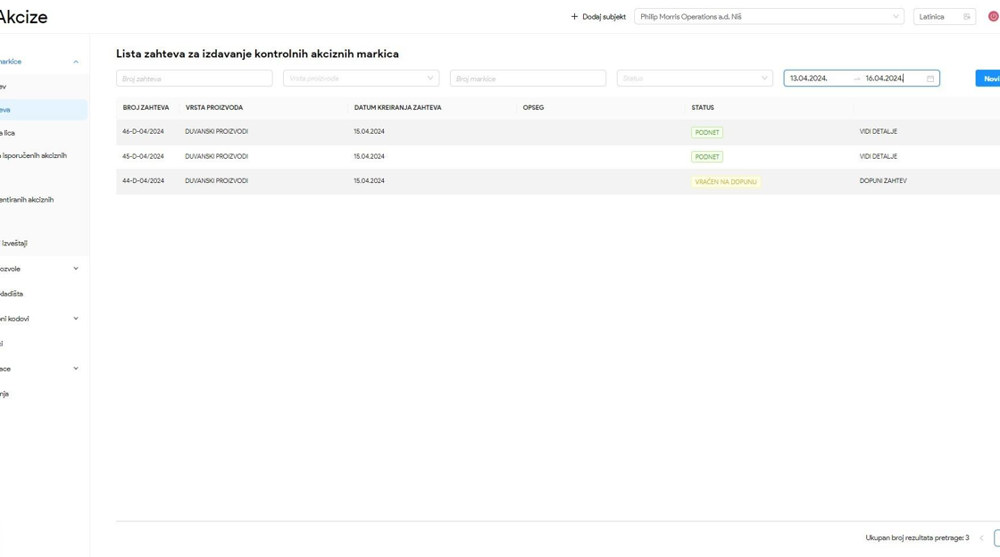 Akcize
+ Dodaj subjekt
Philip Morris Operations a.d. Niš
Latinica
markice
ev
eva
a lica
isporučenih akciznih
entiranih akciznih
izveštaji
ozvole
kladišta
ni kodovi
ci
ace
nja
Lista zahteva za izdavanje kontrolnih akciznih markica
Broj zahteva
Vrsta proizvoda
Broj markice
Status
13.04.2024.
16.04.2024.
Novi
BROJ ZAHTEVA VRSTA PROIZVODA DATUM KREIRANJA ZAHTEVA OPSEG STATUS
46-D-04/2024 DUVANSKI PROIZVODI 15.04.2024 PODNET VIDI DETALJE
45-D-04/2024 DUVANSKI PROIZVODI 15.04.2024 PODNET VIDI DETALJE
44-D-04/2024 DUVANSKI PROIZVODI 15.04.2024 VRAĆEN NA DOPUNU DOPUNI ZAHTEV
Ukupan broj rezultata pretrage: 3